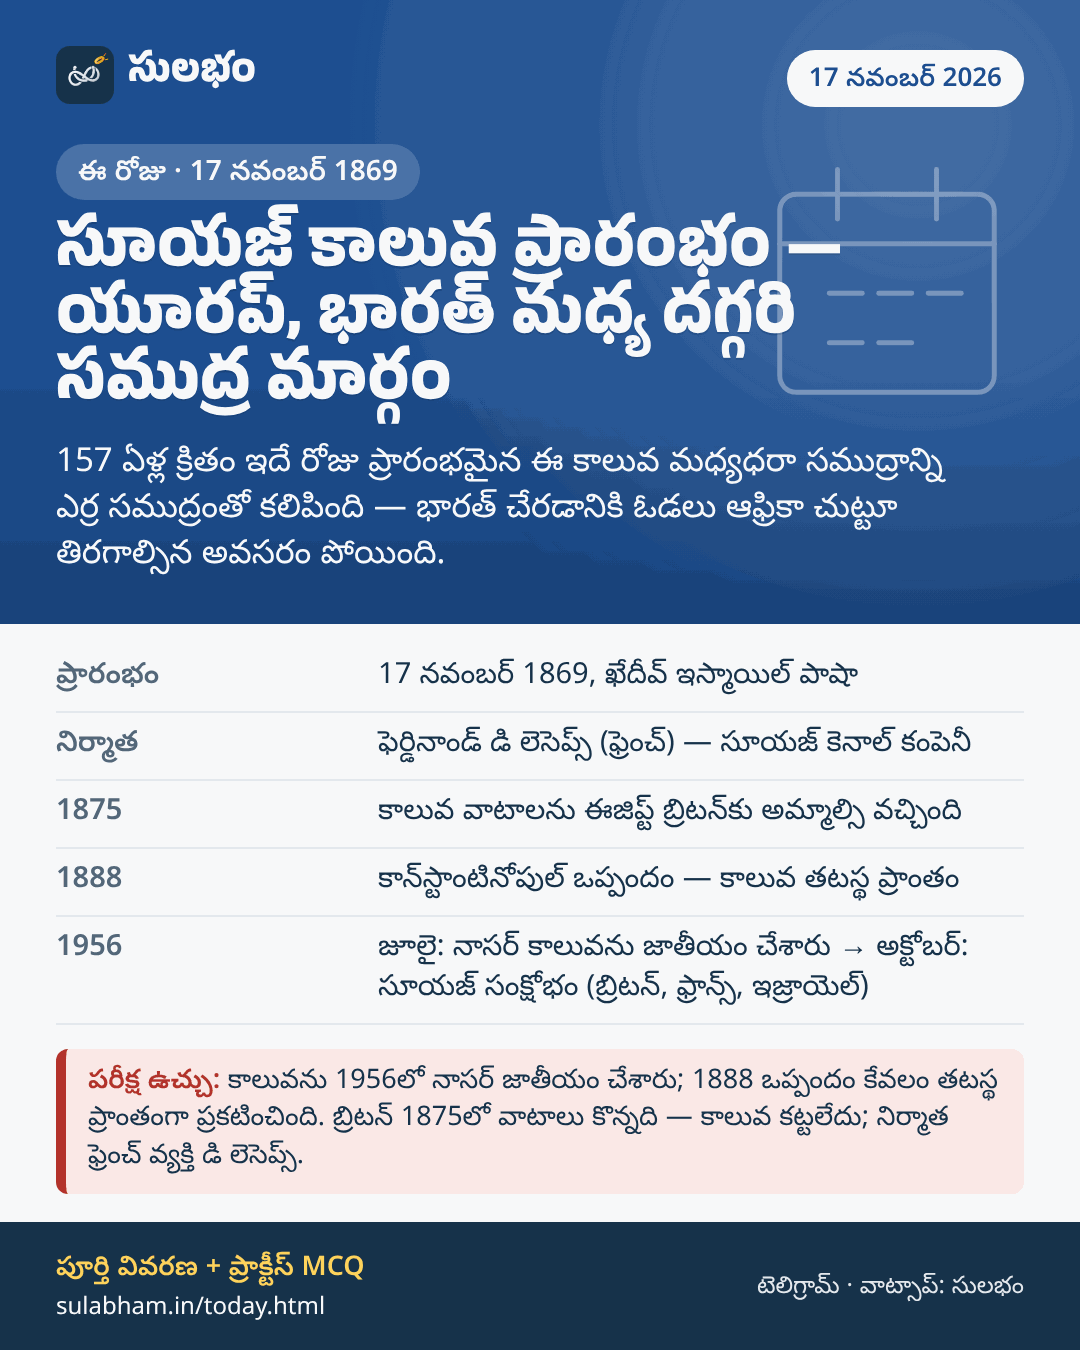 సులభం
17 నవంబర్ 2026
ఈ రోజు · 17 నవంబర్ 1869
సూయజ్ కాలువ ప్రారంభం —
యూరప్, భారత్ మధ్య దగ్గరి
సముద్ర మార్గం
157 ఏళ్ల క్రితం ఇదే రోజు ప్రారంభమైన ఈ కాలువ మధ్యధరా సముద్రాన్ని
ఎర్ర సముద్రంతో కలిపింది — భారత్ చేరడానికి ఓడలు ఆఫ్రికా చుట్టూ
తిరగాల్సిన అవసరం పోయింది.
ప్రారంభం 17 నవంబర్ 1869, ఖేదీవ్ ఇస్మాయిల్ పాషా
నిర్మాత ఫెర్డినాండ్ డి లెసెప్స్ (ఫ్రెంచ్) — సూయజ్ కెనాల్ కంపెనీ
1875 కాలువ వాటాలను ఈజిప్ట్ బ్రిటన్‌కు అమ్మాల్సి వచ్చింది
1888 కాన్‌స్టాంటినోపుల్ ఒప్పందం — కాలువ తటస్థ ప్రాంతం
1956 జూలై: నాసర్ కాలువను జాతీయం చేశారు → అక్టోబర్:
సూయజ్ సంక్షోభం (బ్రిటన్, ఫ్రాన్స్, ఇజ్రాయెల్)
పరీక్ష ఉచ్చు: కాలువను 1956లో నాసర్ జాతీయం చేశారు; 1888 ఒప్పందం కేవలం తటస్థ
ప్రాంతంగా ప్రకటించింది. బ్రిటన్ 1875లో వాటాలు కొన్నది — కాలువ కట్టలేదు; నిర్మాత
ఫ్రెంచ్ వ్యక్తి డి లెసెప్స్.
పూర్తి వివరణ + ప్రాక్టీస్ MCQ
sulabham.in/today.html
టెలిగ్రామ్ · వాట్సాప్: సులభం